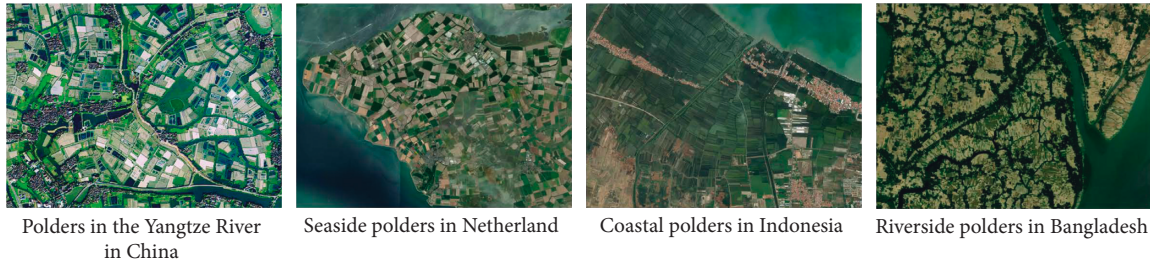 Polders in the Yangtze River
in China
Seaside polders in Netherland
Coastal polders in Indonesia
Riverside polders in Bangladesh